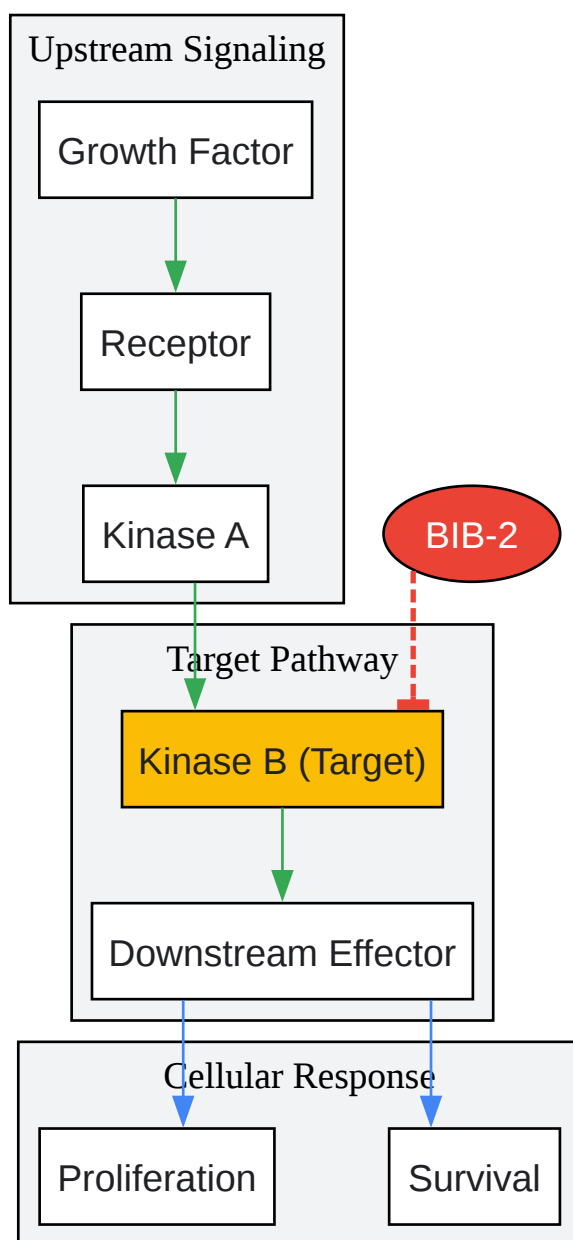 Upstream Signaling
Growth Factor
Receptor
Kinase A
BIB-2
Target Pathway
Kinase B (Target)
Downstream Effector
Cellular Response
Proliferation
Survival